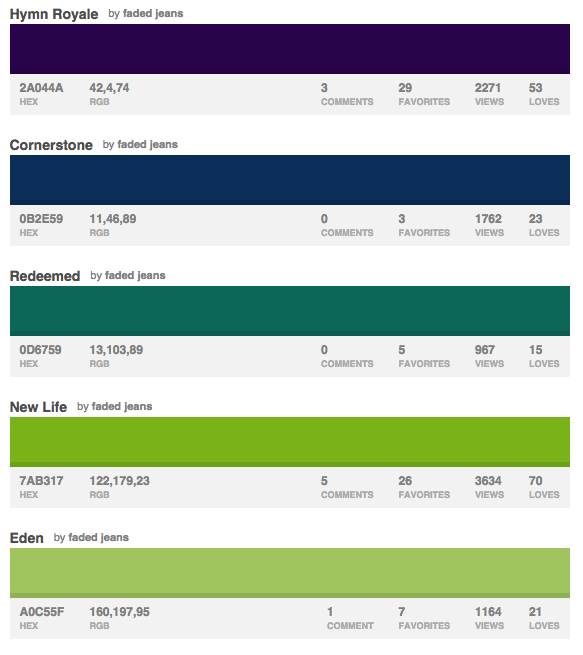 Hymn Royale by faded jeans
2A044A 42,4,74 3 29 2271 53
HEX RGB COMMENTS FAVORITES VIEWS LOVES
Cornerstone by faded jeans
0B2E59 11,46,89 0 3 1762 23
HEX RGB COMMENTS FAVORITES VIEWS LOVES
Redeemed by faded jeans
0D6759 13,103,89 0 5 967 15
HEX RGB COMMENTS FAVORITES VIEWS LOVES
New Life by faded jeans
7AB317 122,179,23 5 26 3634 70
HEX RGB COMMENTS FAVORITES VIEWS LOVES
Eden by faded jeans
A0C55F 160,197,95 1 7 1164 21
HEX RGB COMMENT FAVORITES VIEWS LOVES